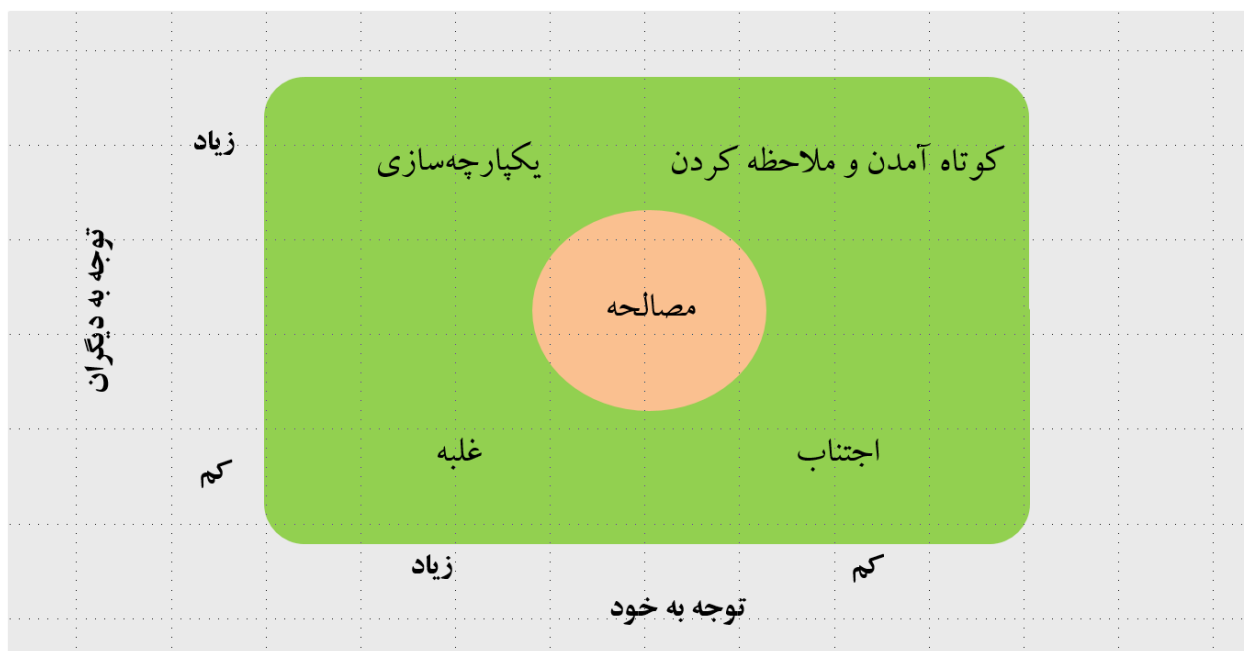 زیاد
کوتاه آمدن و ملاحظه کردن
یکپارچه‌سازی
توجه به دیگران
مصالحه
اجتناب
غلبه
کم
کم
زیاد
توجه به خود